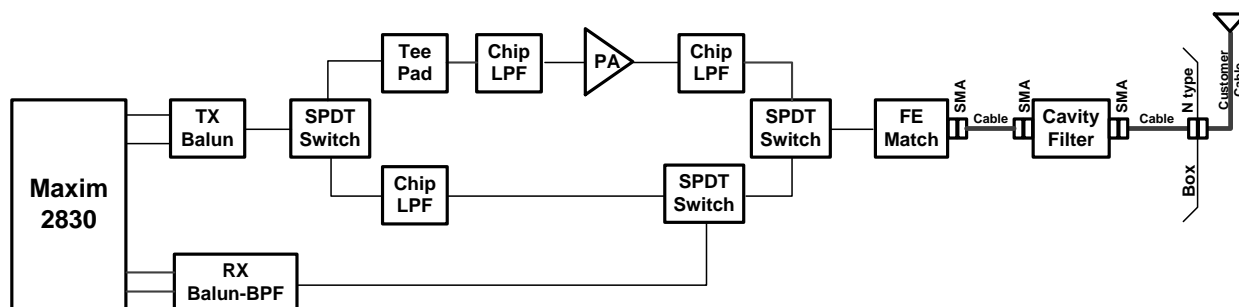 Maxim
2830
TX
Balun
SPDT
Switch
Tee
Pad
Chip
LPF
PA
Chip
LPF
SPDT
Switch
Chip
LPF
SPDT
Switch
RX
Balun-BPF
FE
Match
SMA
Cable
SMA
Cavity
Filter
SMA
Cable
N type
Box
Customer
Cable